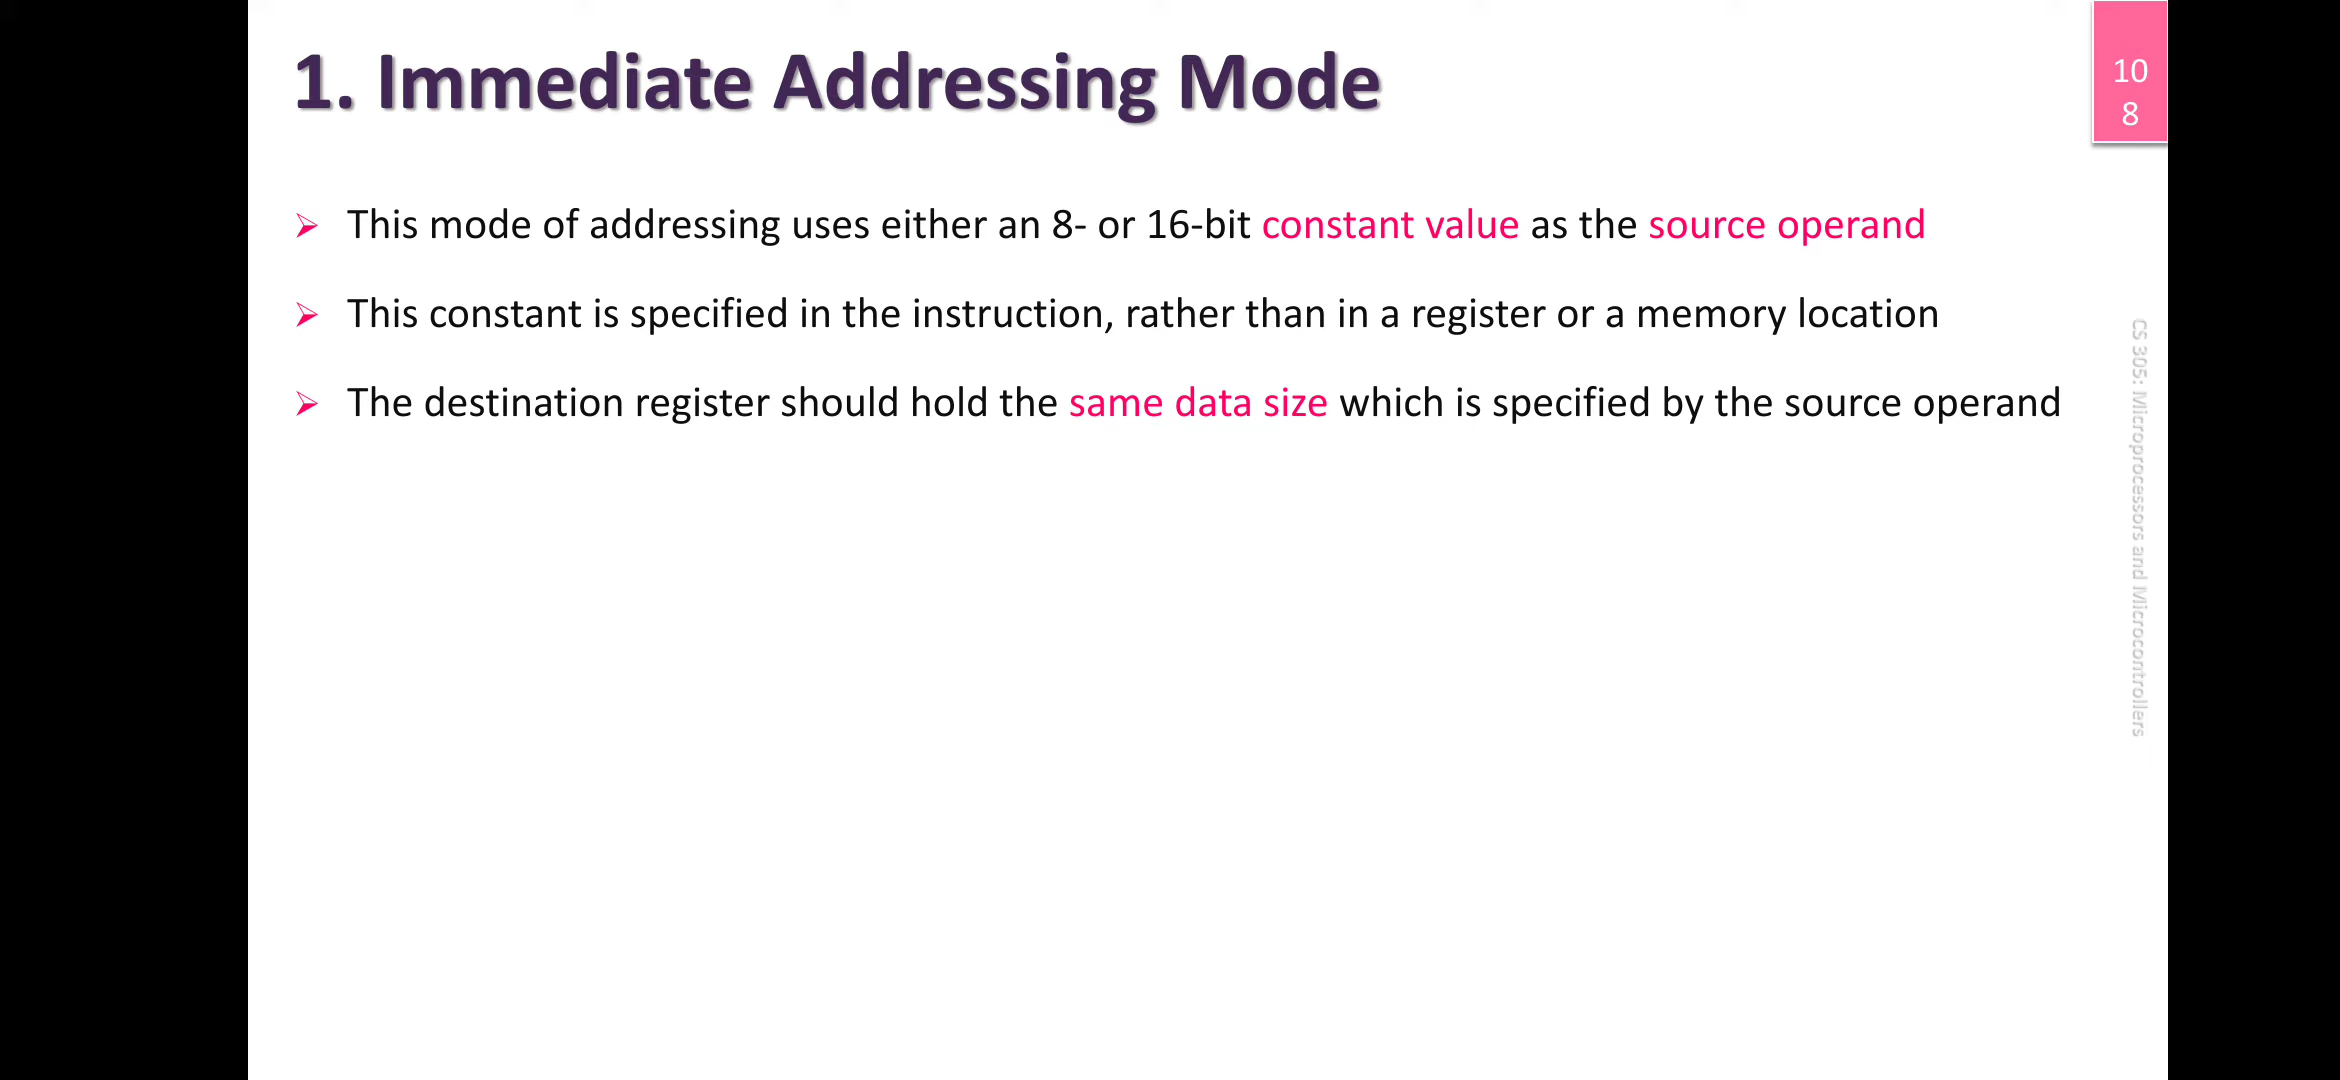 1. Immediate Addressing Mode
10
8
This mode of addressing uses either an 8- or 16-bit constant value as the source operand
This constant is specified in the instruction, rather than in a register or a memory location
The destination register should hold the same data size which is specified by the source operand
CS 305: Microprocessors and Microcontrollers